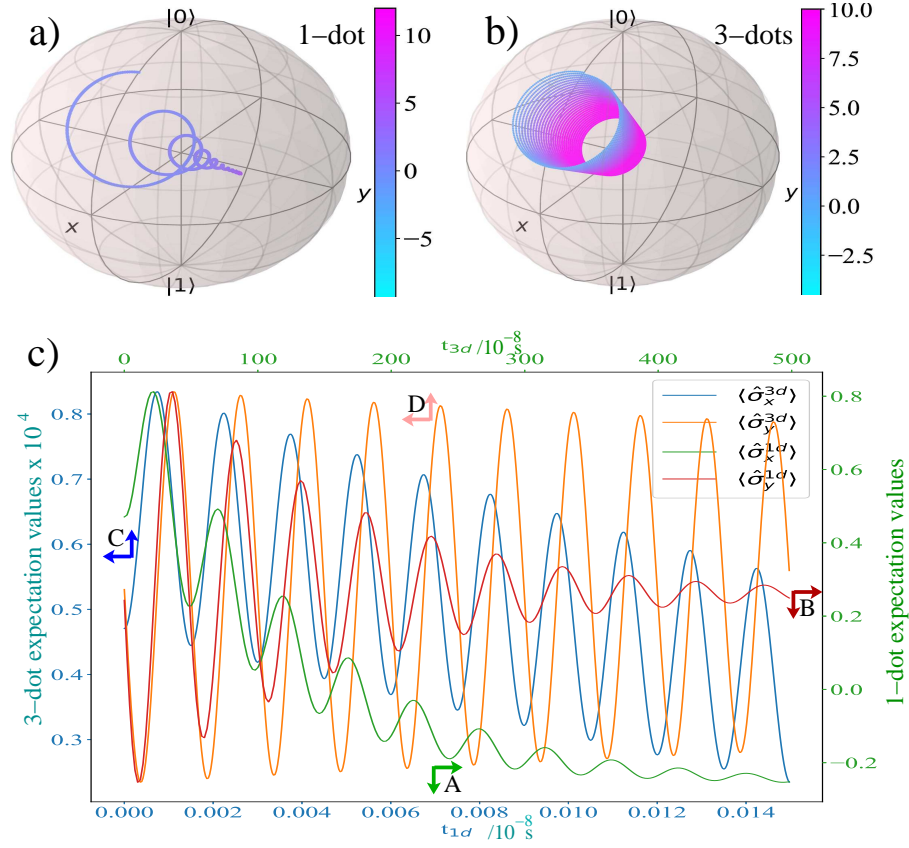 a) |0⟩ 1−dot
10
5
0
−5
x
y
|1⟩
b) |0⟩ 3−dots
10.0
7.5
5.0
2.5
0.0
−2.5
x
y
|1⟩
c)
t3d /10⁻⁸s
0 100 200 300 400 500
3−dot expectation values x 10⁴
0.8
0.7
0.6
0.5
0.4
0.3
1−dot expectation values
0.8
0.6
0.4
0.2
0.0
−0.2
⟨σ̂x³ᵈ⟩
⟨σ̂y³ᵈ⟩
⟨σ̂x¹ᵈ⟩
⟨σ̂y¹ᵈ⟩
D
C
B
A
0.000 0.002 0.004 0.006 0.008 0.010 0.012 0.014
t1d /10⁻⁸s